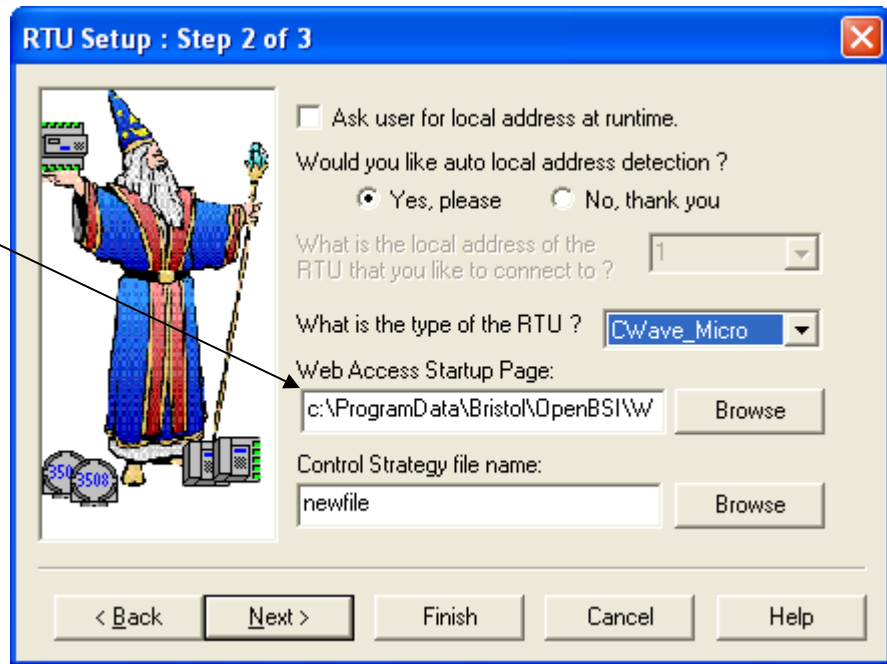 RTU Setup : Step 2 of 3
Ask user for local address at runtime.
Would you like auto local address detection ?
Yes, please
No, thank you
What is the local address of the
RTU that you like to connect to ?
1
What is the type of the RTU ?
CWave_Micro
Web Access Startup Page:
c:\ProgramData\Bristol\OpenBSI\W
Browse
Control Strategy file name:
newfile
Browse
350
3508
< Back
Next >
Finish
Cancel
Help